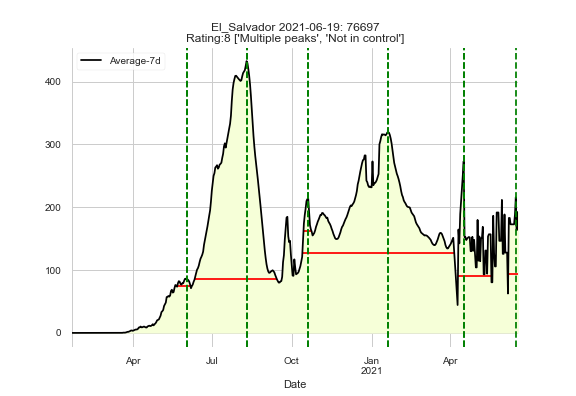 El_Salvador 2021-06-19: 76697
Rating:8 ['Multiple peaks', 'Not in control']
Average-7d
400
300
200
100
0
Apr
Jul
Oct
Jan
2021
Apr
Date